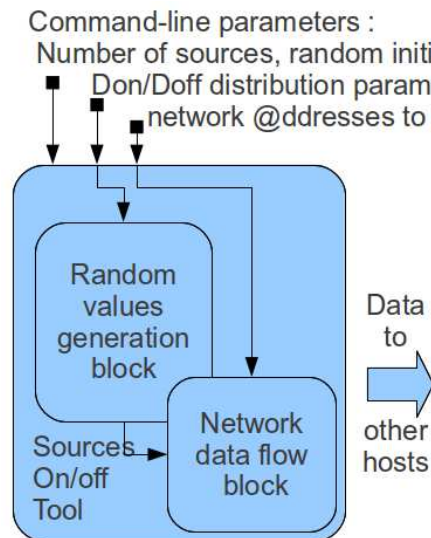 Command-line parameters :
Number of sources, random initi
Don/Doff distribution param
network @ddresses to
Random
values
generation
block
Data
to
other
hosts
Network
data flow
block
Sources
On/off
Tool